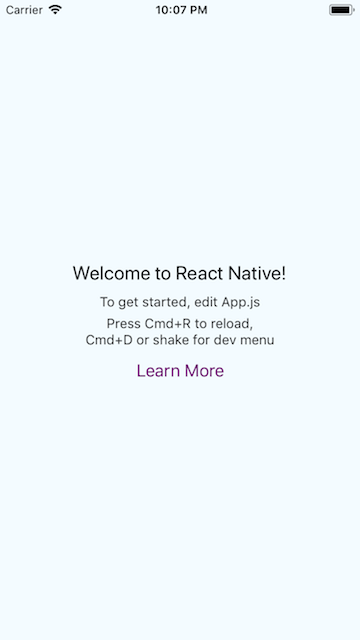 Carrier 10:07 PM
Welcome to React Native!
To get started, edit App.js
Press Cmd+R to reload,
Cmd+D or shake for dev menu
Learn More